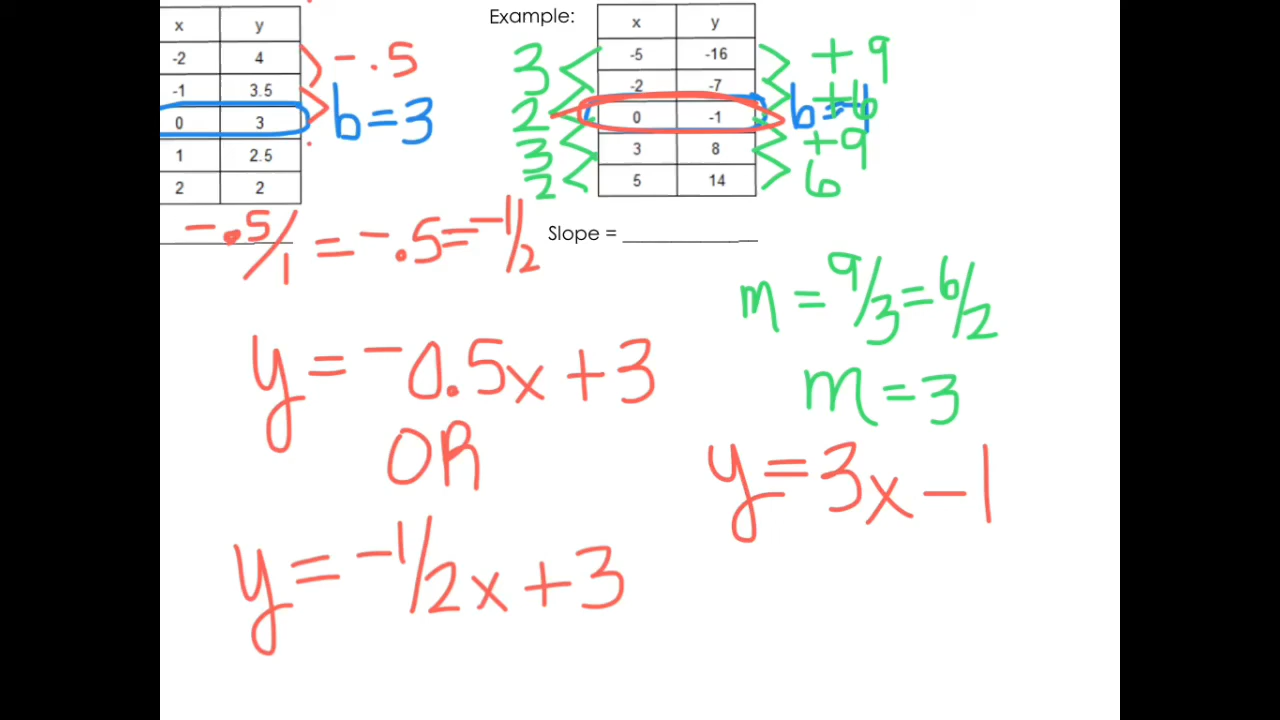 x y
-2 4
-1 3.5
0 3
1 2.5
2 2
-.5
b=3
-.5/1 = -.5 = -1/2
y = -0.5x + 3
OR
y = -1/2x + 3
Example:
x y
-5 -16
-2 -7
0 -1
3 8
5 14
3
2
3
2
+9
+6
b=-1
+9
6
Slope =
m = 9/3 = 6/2
m = 3
y = 3x - 1